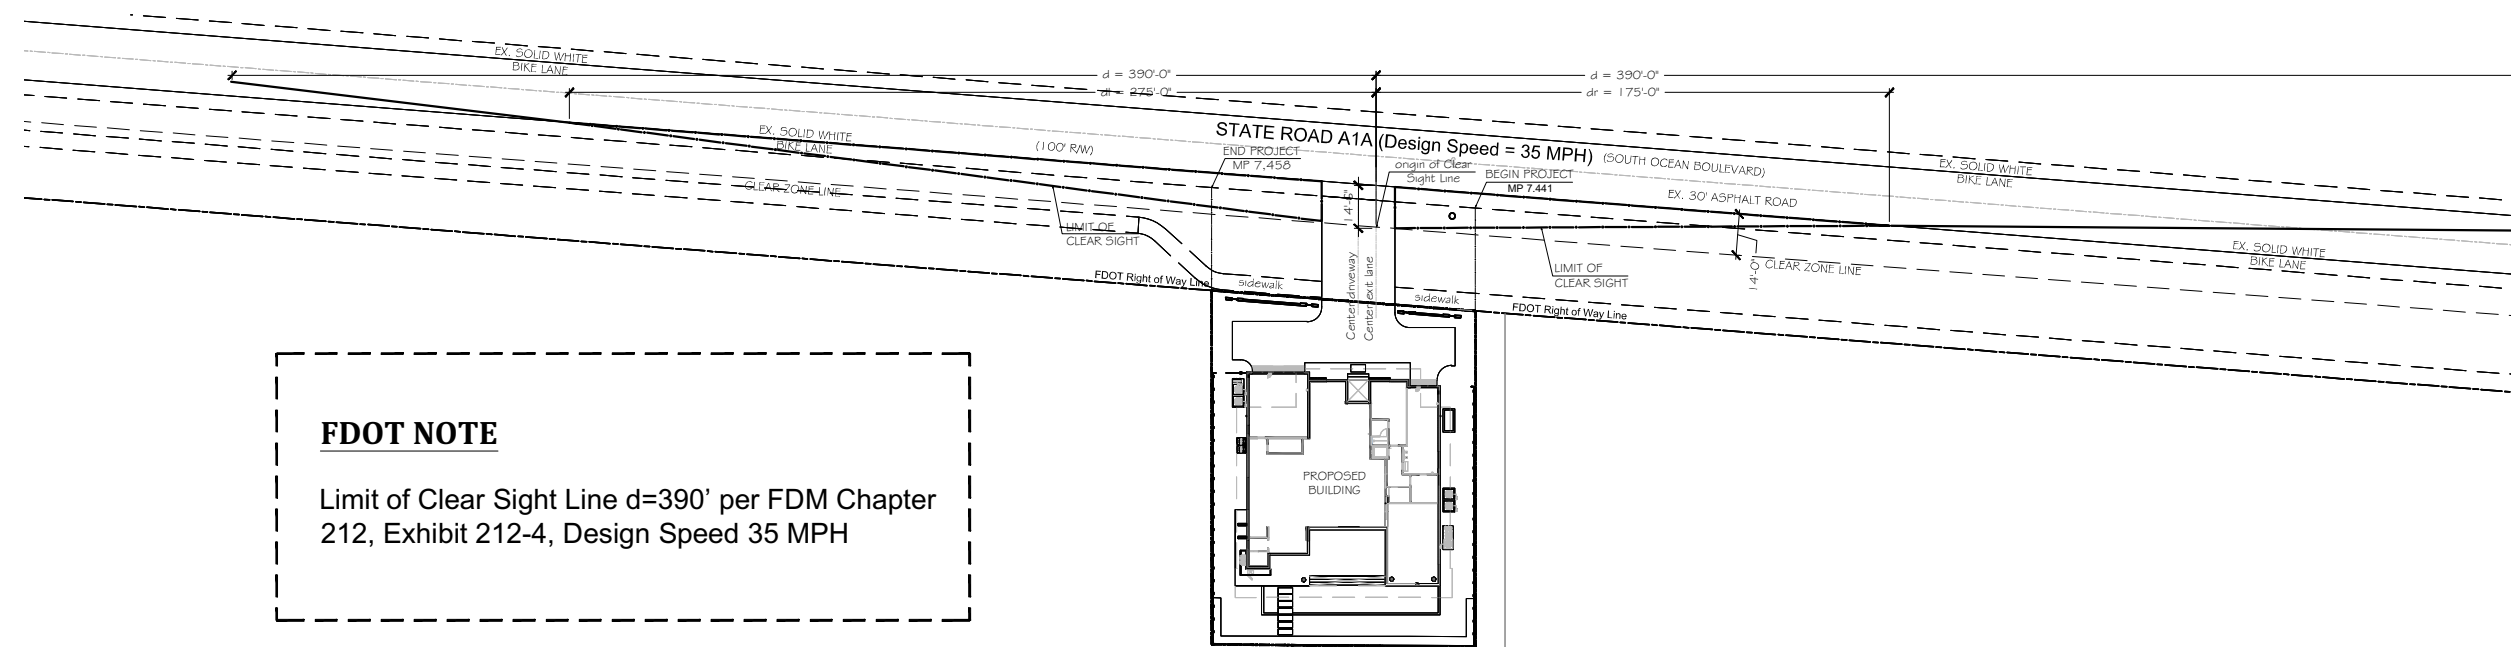 EX. SOLID WHITE
BIKE LANE
d = 390'-0"
d = 390'-0"
dl = 275'-0"
dr = 175'-0"
STATE ROAD A1A (Design Speed = 35 MPH) (SOUTH OCEAN BOULEVARD)
EX. SOLID WHITE
BIKE LANE
(100' R/W)
END PROJECT
MP 7.458
origin of Clear
Sight Line
BEGIN PROJECT
MP 7.441
EX. SOLID WHITE
BIKE LANE
CLEAR ZONE LINE
EX. 30' ASPHALT ROAD
LIMIT OF
CLEAR SIGHT
14'-6"
EX. SOLID WHITE
BIKE LANE
LIMIT OF
CLEAR SIGHT
14'-0"
CLEAR ZONE LINE
FDOT Right of Way Line
sidewalk
Center driveway
Center exit lane
sidewalk
FDOT Right of Way Line
FDOT NOTE
Limit of Clear Sight Line d=390’ per FDM Chapter
212, Exhibit 212-4, Design Speed 35 MPH
PROPOSED
BUILDING